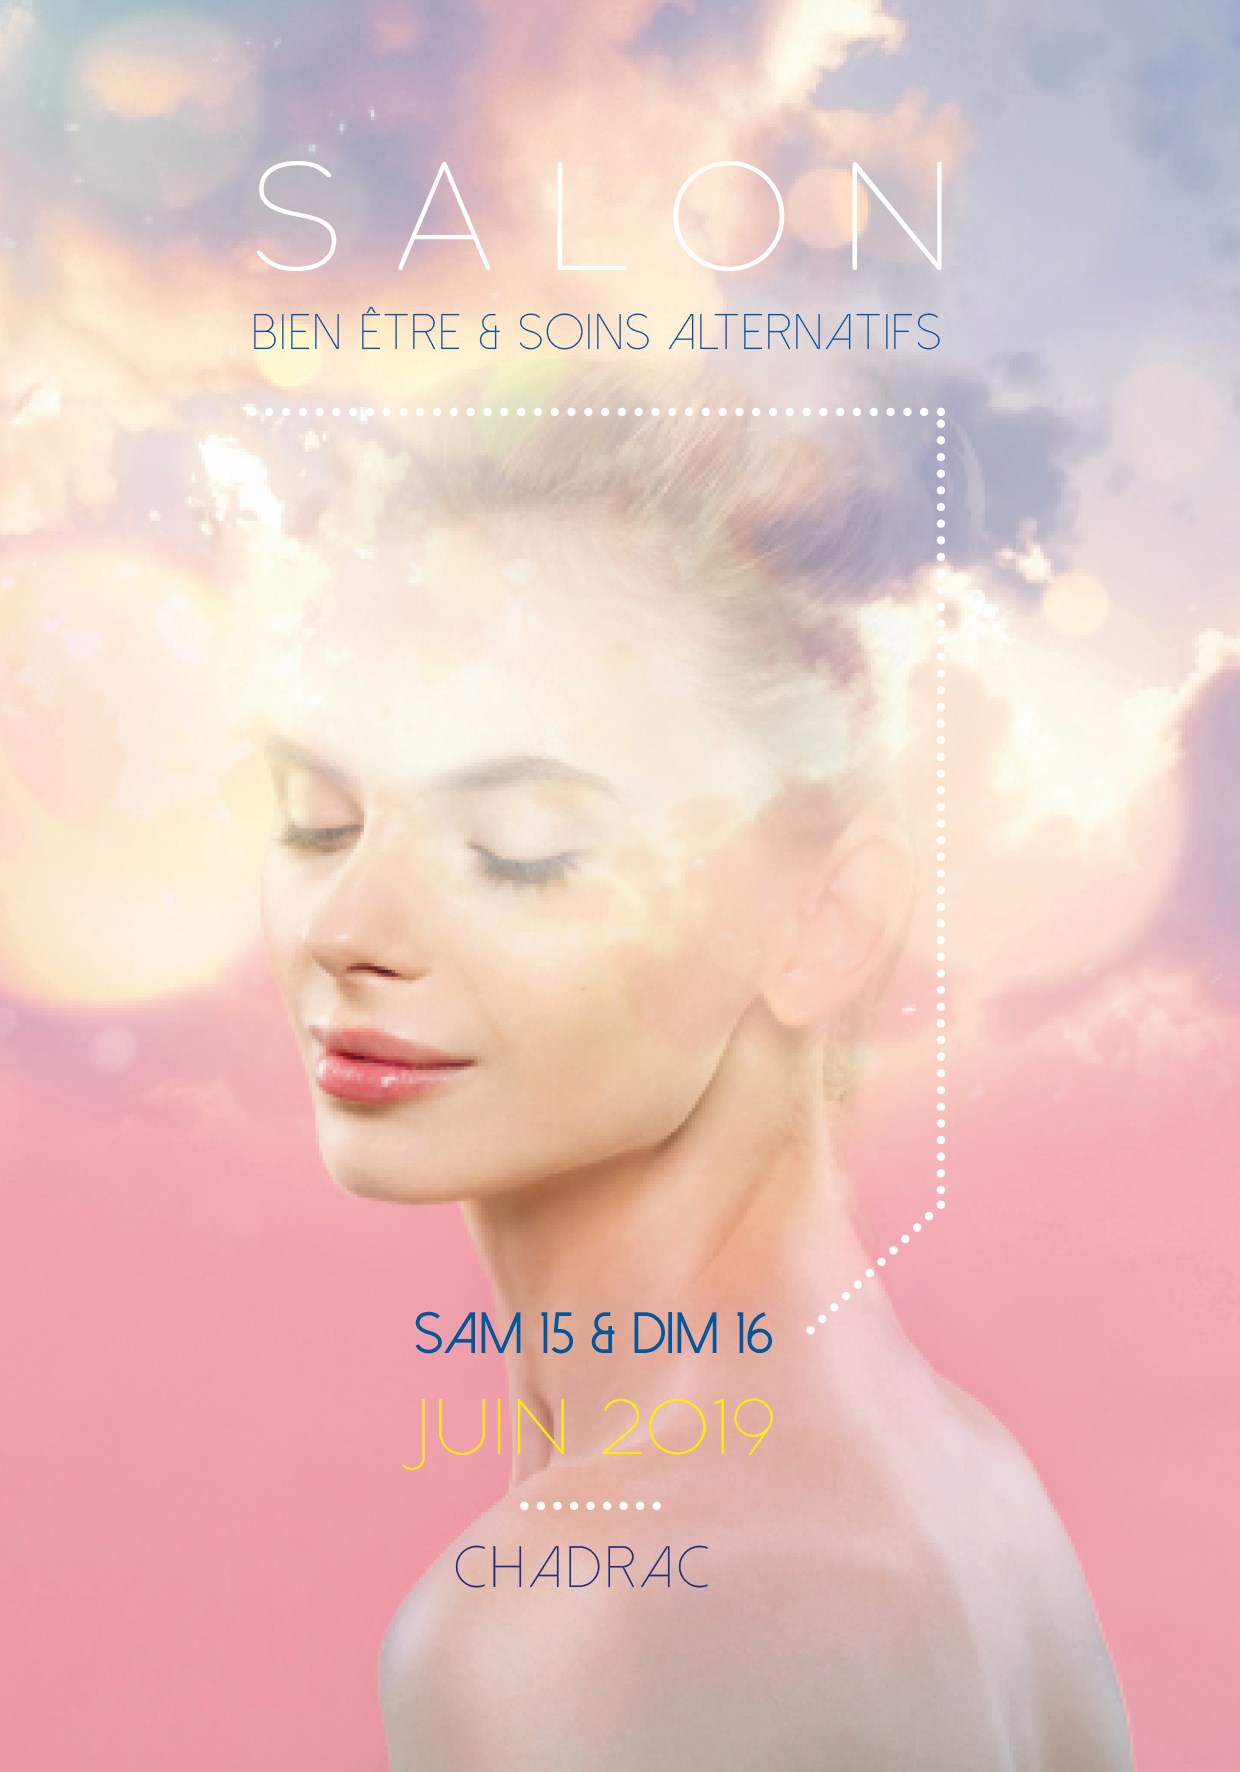 SALON
BIEN ÊTRE & SOINS ALTERNATIFS
SAM 15 & DIM 16
JUIN 2019
CHADRAC